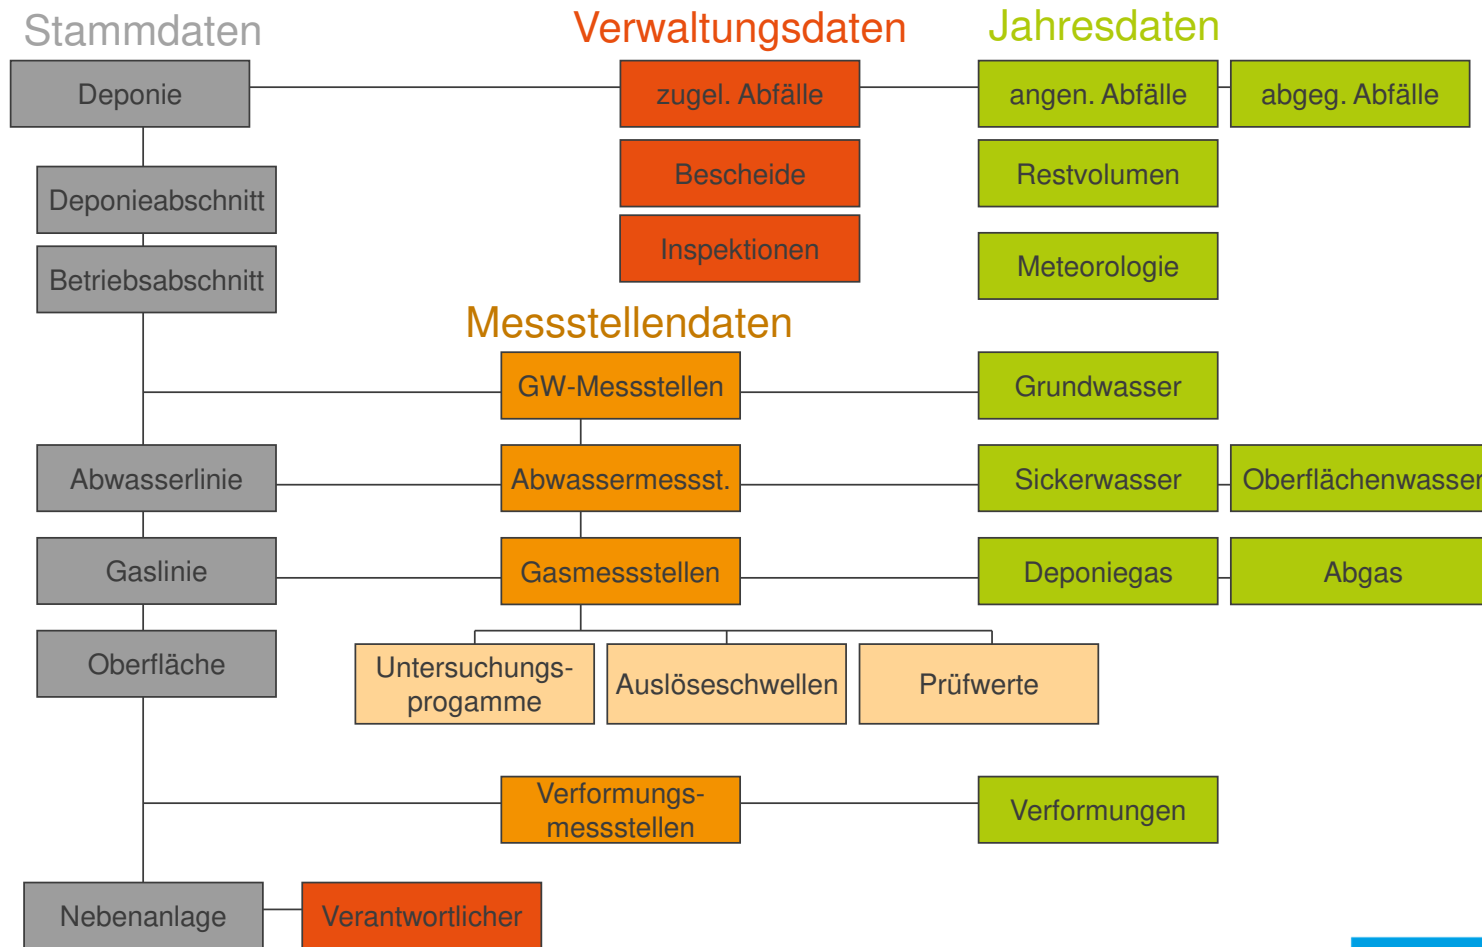 Stammdaten
Verwaltungsdaten
Jahresdaten
Deponie
zugel. Abfälle
angen. Abfälle
abgeg. Abfälle
Deponieabschnitt
Bescheide
Restvolumen
Betriebsabschnitt
Inspektionen
Meteorologie
Messstellendaten
GW-Messstellen
Grundwasser
Abwasserlinie
Abwassermessst.
Sickerwasser
Oberflächenwasser
Gaslinie
Gasmessstellen
Deponiegas
Abgas
Oberfläche
Untersuchungs-
progamme
Auslöseschwellen
Prüfwerte
Verformungs-
messstellen
Verformungen
Nebenanlage
Verantwortlicher